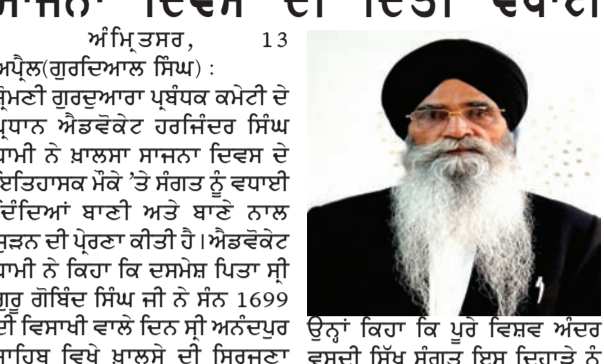 ਸਾਜਨਾ ਦਿਵਸ ਦੀ ਦਿੱਤੀ ਵਧਾਈ
ਅੰਮ੍ਰਿਤਸਰ, 13
ਅਪ੍ਰੈਲ(ਗੁਰਦਿਆਲ ਸਿੰਘ) :
ਸ਼੍ਰੋਮਣੀ ਗੁਰਦੁਆਰਾ ਪ੍ਰਬੰਧਕ ਕਮੇਟੀ ਦੇ
ਪ੍ਰਧਾਨ ਐਡਵੋਕੇਟ ਹਰਜਿੰਦਰ ਸਿੰਘ
ਧਾਮੀ ਨੇ ਖ਼ਾਲਸਾ ਸਾਜਨਾ ਦਿਵਸ ਦੇ
ਇਤਿਹਾਸਕ ਮੌਕੇ 'ਤੇ ਸੰਗਤ ਨੂੰ ਵਧਾਈ
ਦਿੰਦਿਆਂ ਬਾਣੀ ਅਤੇ ਬਾਣੇ ਨਾਲ
ਜੁੜਨ ਦੀ ਪ੍ਰੇਰਣਾ ਕੀਤੀ ਹੈ।ਐਡਵੋਕੇਟ
ਧਾਮੀ ਨੇ ਕਿਹਾ ਕਿ ਦਸਮੇਸ਼ ਪਿਤਾ ਸ੍ਰੀ
ਗੁਰੂ ਗੋਬਿੰਦ ਸਿੰਘ ਜੀ ਨੇ ਸੰਨ 1699
ਦੀ ਵਿਸਾਖੀ ਵਾਲੇ ਦਿਨ ਸ੍ਰੀ ਅਨੰਦਪੁਰ
ਸਾਹਿਬ ਵਿਖੇ ਖ਼ਾਲਸੇ ਦੀ ਸਿਰਜਣਾ
ਉਨ੍ਹਾਂ ਕਿਹਾ ਕਿ ਪੂਰੇ ਵਿਸ਼ਵ ਅੰਦਰ
ਵਸਦੀ ਸਿੱਖ ਸੰਗਤ ਇਸ ਦਿਹਾੜੇ ਨੂੰ